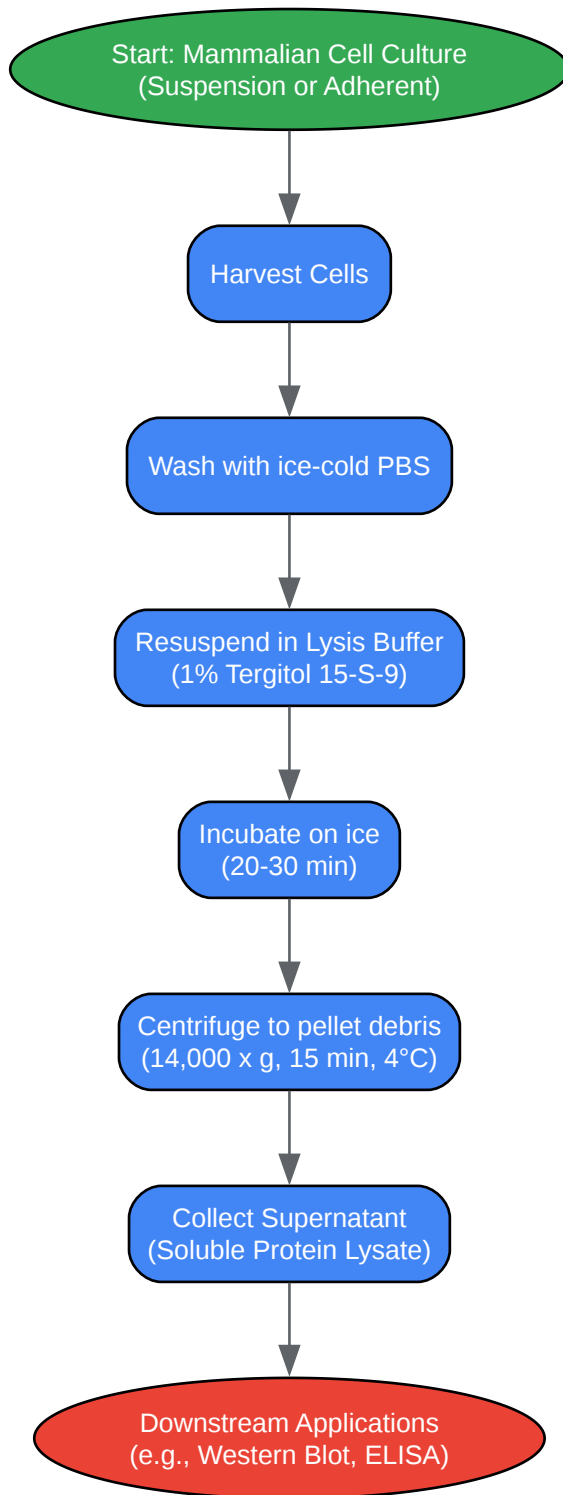 Start: Mammalian Cell Culture
(Suspension or Adherent)
Harvest Cells
Wash with ice-cold PBS
Resuspend in Lysis Buffer
(1% Tergitol 15-S-9)
Incubate on ice
(20-30 min)
Centrifuge to pellet debris
(14,000 x g, 15 min, 4°C)
Collect Supernatant
(Soluble Protein Lysate)
Downstream Applications
(e.g., Western Blot, ELISA)